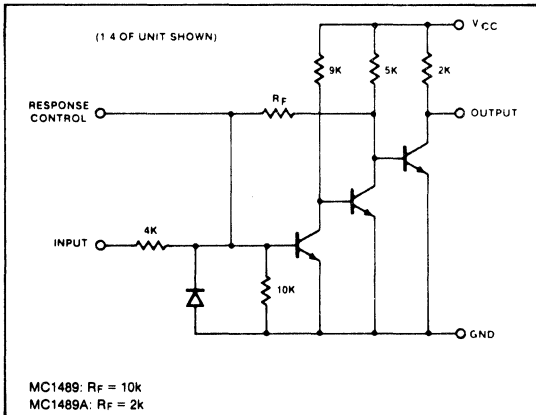 (1 4 OF UNIT SHOWN)
VCC
9K
5K
2K
RF
RESPONSE
CONTROL
OUTPUT
4K
INPUT
10K
GND
MC1489: RF = 10k
MC1489A: RF = 2k